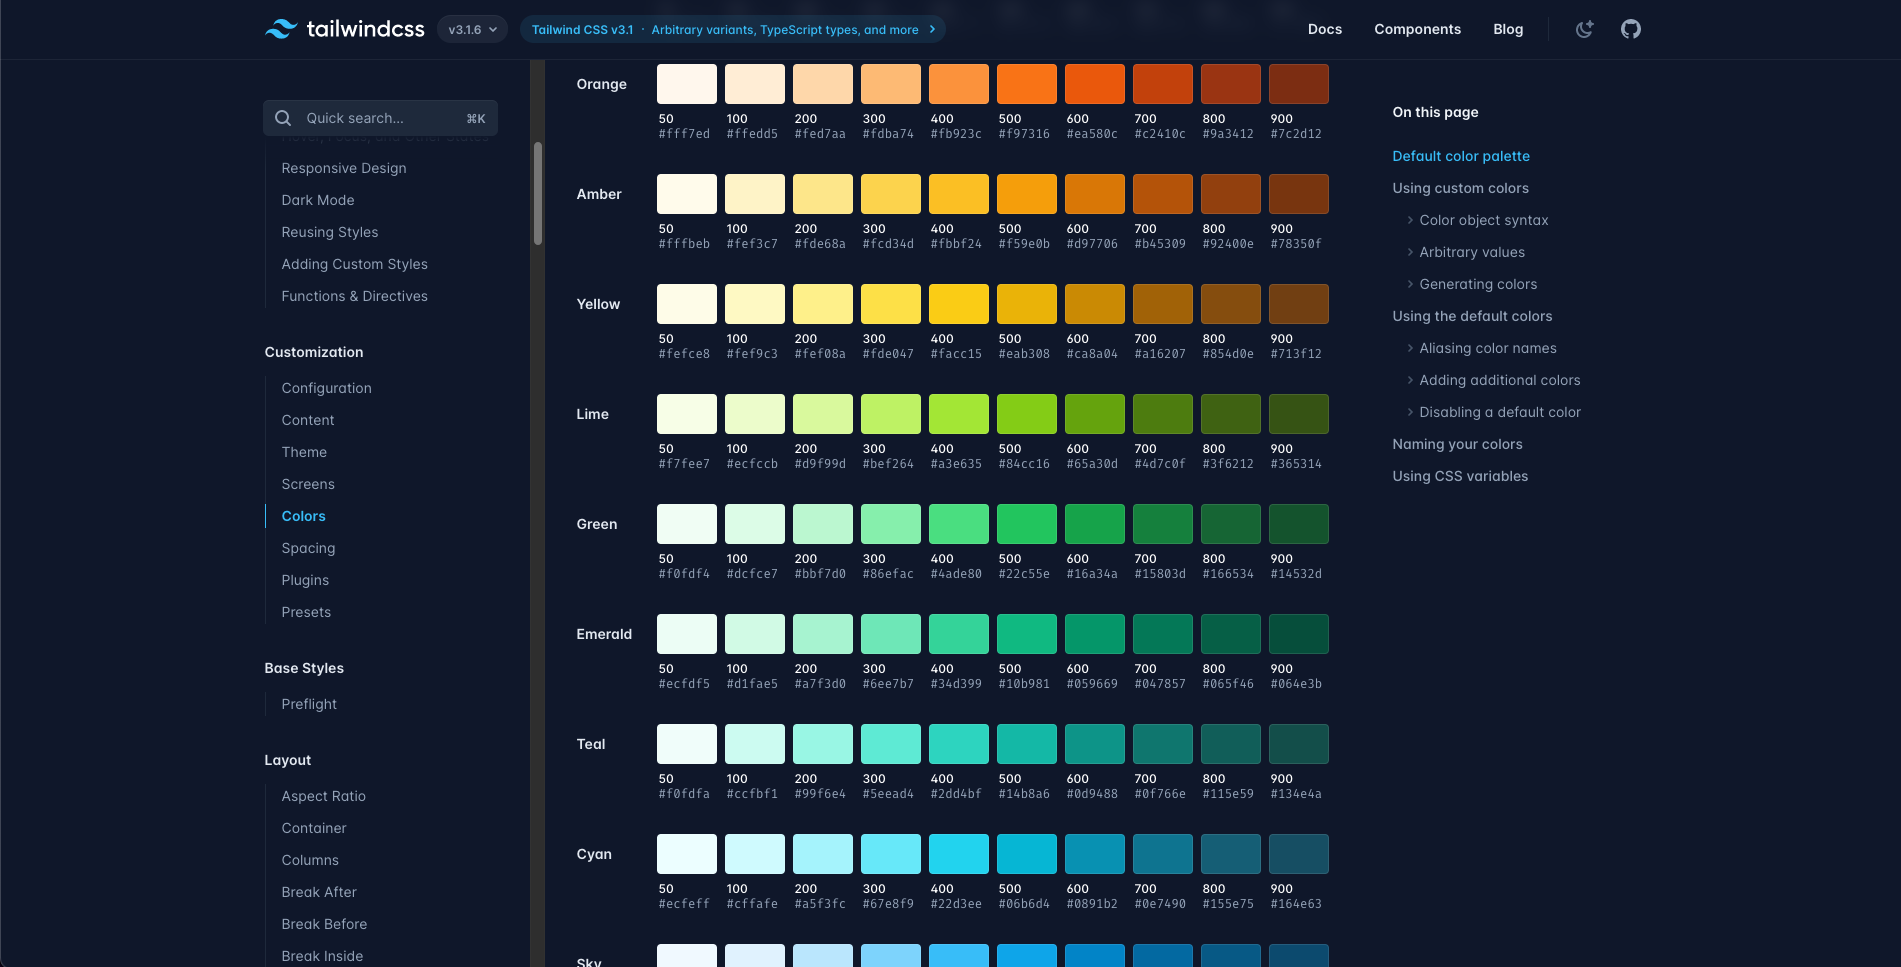 tailwindcss
v3.1.6
Tailwind CSS v3.1 · Arbitrary variants, TypeScript types, and more
Docs
Components
Blog
Quick search...
⌘K
Hover, Focus, and Other States
Responsive Design
Dark Mode
Reusing Styles
Adding Custom Styles
Functions & Directives
Customization
Configuration
Content
Theme
Screens
Colors
Spacing
Plugins
Presets
Base Styles
Preflight
Layout
Aspect Ratio
Container
Columns
Break After
Break Before
Break Inside
Orange
50 100 200 300 400 500 600 700 800 900
#fff7ed #ffedd5 #fed7aa #fdba74 #fb923c #f97316 #ea580c #c2410c #9a3412 #7c2d12
Amber
50 100 200 300 400 500 600 700 800 900
#fffbeb #fef3c7 #fde68a #fcd34d #fbbf24 #f59e0b #d97706 #b45309 #92400e #78350f
Yellow
50 100 200 300 400 500 600 700 800 900
#fefce8 #fef9c3 #fef08a #fde047 #facc15 #eab308 #ca8a04 #a16207 #854d0e #713f12
Lime
50 100 200 300 400 500 600 700 800 900
#f7fee7 #ecfccb #d9f99d #bef264 #a3e635 #84cc16 #65a30d #4d7c0f #3f6212 #365314
Green
50 100 200 300 400 500 600 700 800 900
#f0fdf4 #dcfce7 #bbf7d0 #86efac #4ade80 #22c55e #16a34a #15803d #166534 #14532d
Emerald
50 100 200 300 400 500 600 700 800 900
#ecfdf5 #d1fae5 #a7f3d0 #6ee7b7 #34d399 #10b981 #059669 #047857 #065f46 #064e3b
Teal
50 100 200 300 400 500 600 700 800 900
#f0fdfa #ccfbf1 #99f6e4 #5eead4 #2dd4bf #14b8a6 #0d9488 #0f766e #115e59 #134e4a
Cyan
50 100 200 300 400 500 600 700 800 900
#ecfeff #cffafe #a5f3fc #67e8f9 #22d3ee #06b6d4 #0891b2 #0e7490 #155e75 #164e63
Sky
On this page
Default color palette
Using custom colors
Color object syntax
Arbitrary values
Generating colors
Using the default colors
Aliasing color names
Adding additional colors
Disabling a default color
Naming your colors
Using CSS variables